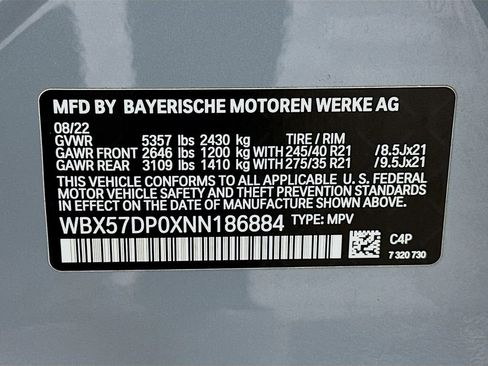 MFD BY BAYERISCHE MOTOREN WERKE AG
08/22
GVWR 5357 lbs 2430 kg TIRE / RIM
GAWR FRONT 2646 lbs 1200 kg WITH 245/40 R21 /8.5Jx21
GAWR REAR 3109 lbs 1410 kg WITH 275/35 R21 /9.5Jx21
THIS VEHICLE CONFORMS TO ALL APPLICABLE U. S. FEDERAL
MOTOR VEHICLE SAFETY, BUMPER, AND THEFT PREVENTION
STANDARDS IN EFFECT ON THE DATE OF MANUFACTURE SHOWN ABOVE.
WBX57DP0XNN186884 TYPE: MPV
C4P
7 320 730